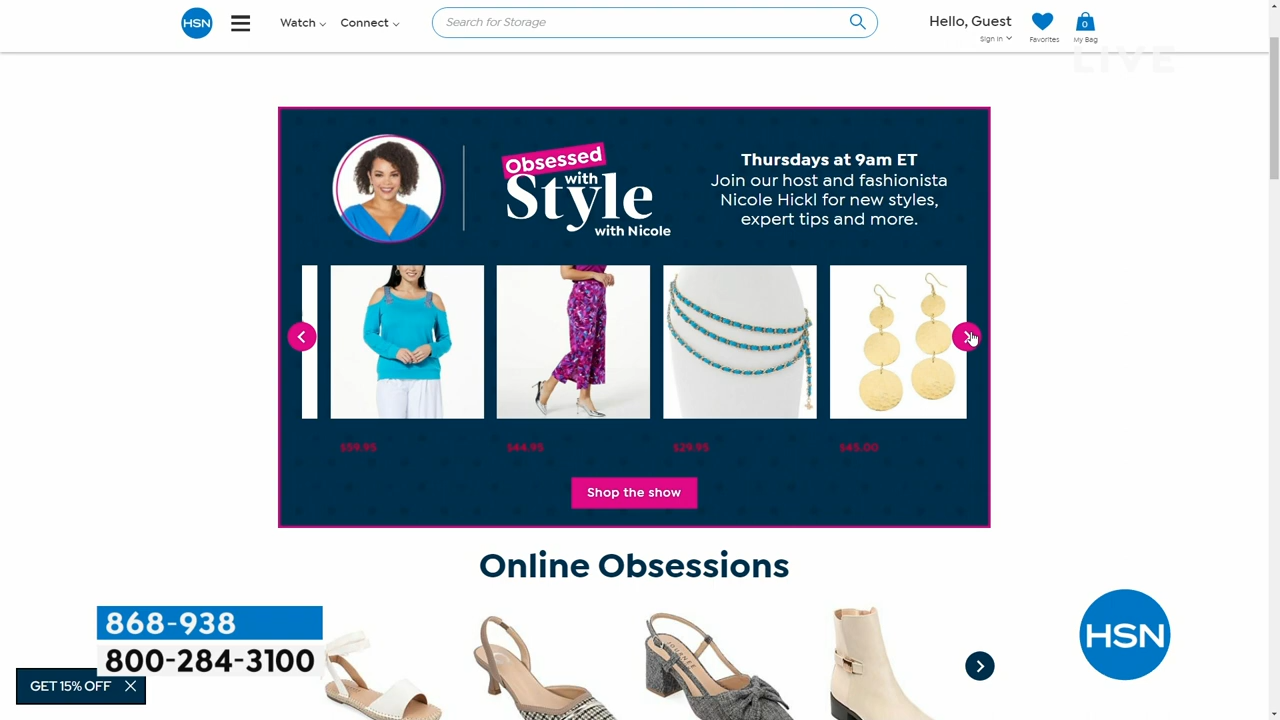 HSN
Watch
Connect
Search for Storage
Hello, Guest
Sign In
Favorites
0
My Bag
LIVE
Obsessed
with
Style
with Nicole
Thursdays at 9am ET
Join our host and fashionista
Nicole Hickl for new styles,
expert tips and more.
$59.95
$44.95
$29.95
$45.00
Shop the show
Online Obsessions
868-938
800-284-3100
GET 15% OFF
HSN